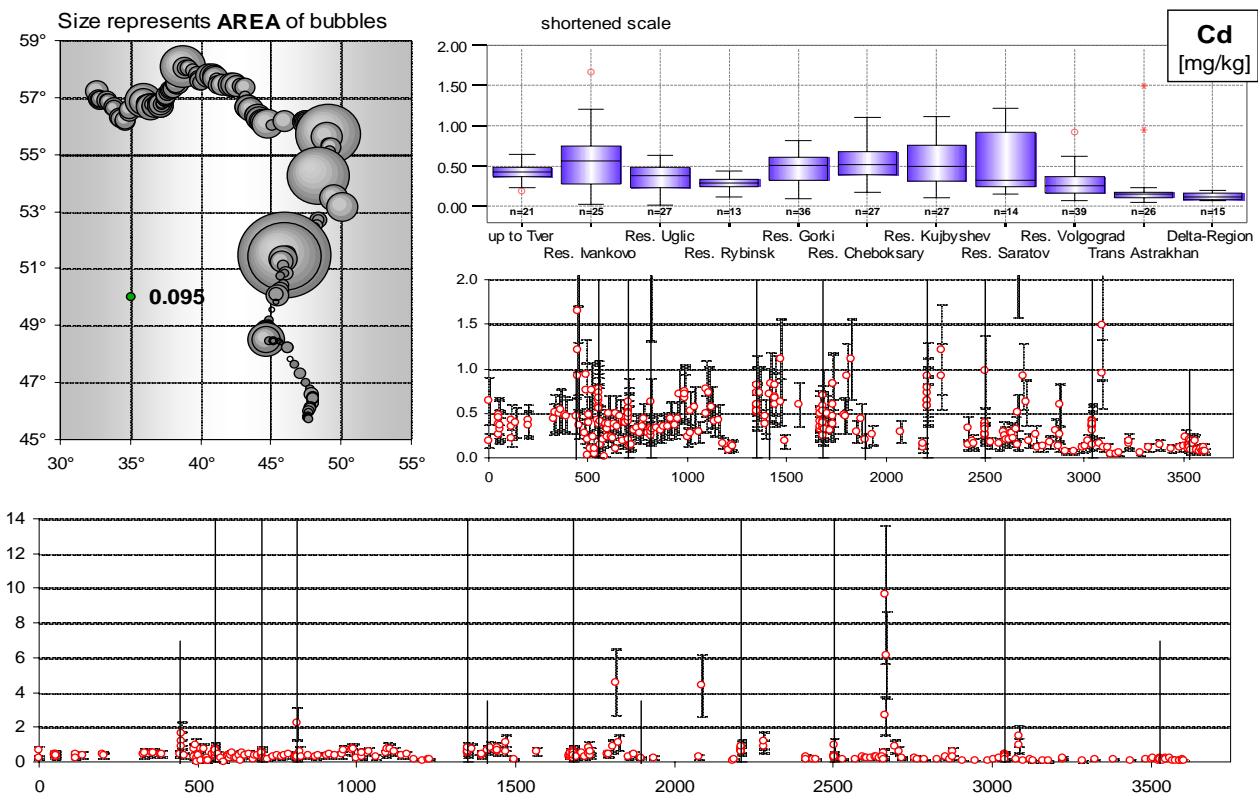 Size represents AREA of bubbles
59°
57°
55°
53°
51°
49°
47°
45°
30° 35° 40° 45° 50° 55°
0.095
shortened scale
Cd
[mg/kg]
2.00
1.50
1.00
0.50
0.00
n=21 n=25 n=27 n=13 n=36 n=27 n=27 n=14 n=39 n=26 n=15
up to Tver Res. Uglic Res. Gorki Res. Kujbyshev Res. Volgograd Delta-Region
Res. Ivankovo Res. Rybinsk Res. Cheboksary Res. Saratov Trans Astrakhan
2.0
1.5
1.0
0.5
0.0
0 500 1000 1500 2000 2500 3000 3500
14
12
10
8
6
4
2
0
0 500 1000 1500 2000 2500 3000 3500